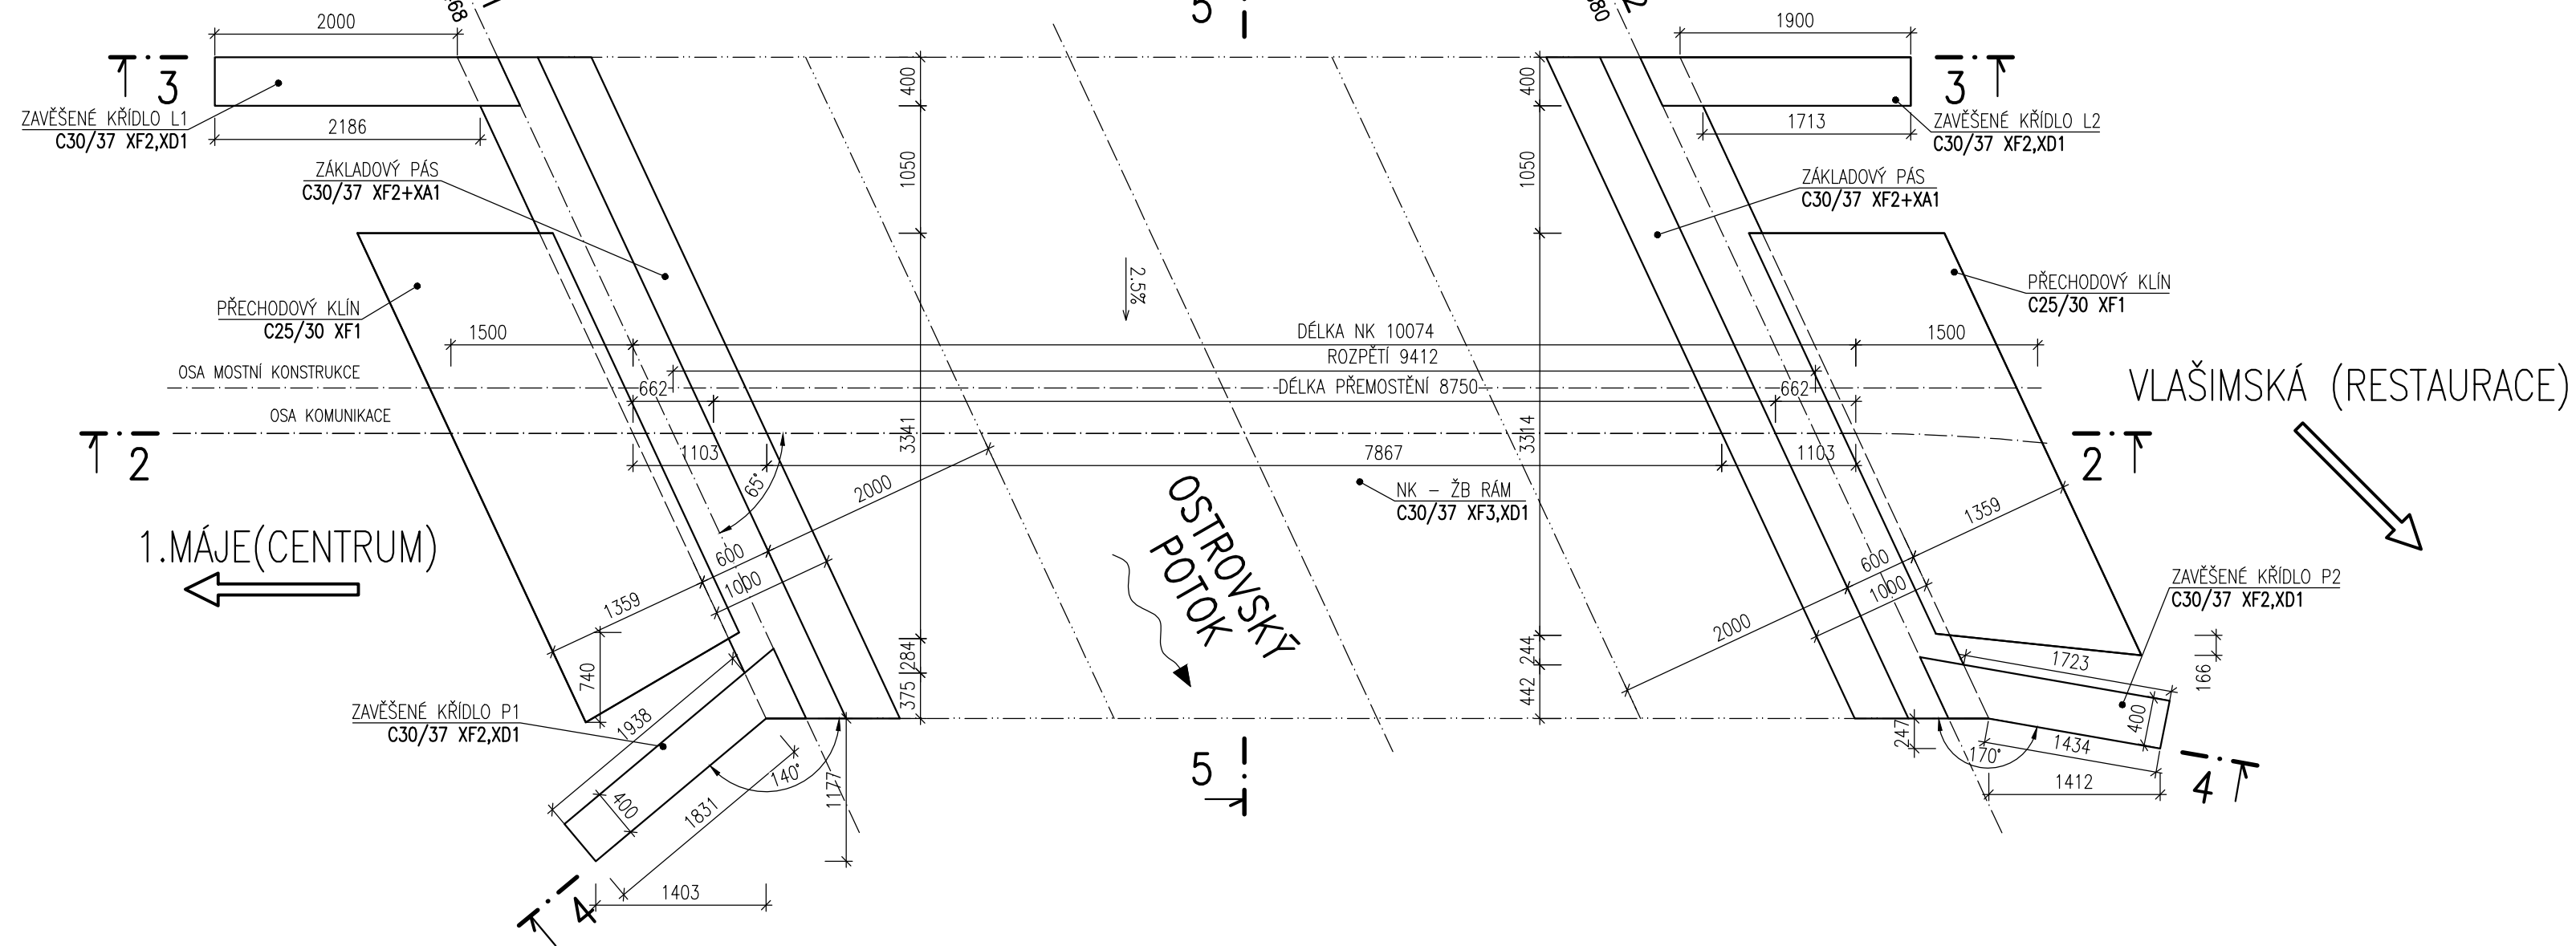 68
5
80
2
2000
1900
3
3
400
400
ZAVĚŠENÉ KŘÍDLO L1
C30/37 XF2,XD1
2186
1713
ZAVĚŠENÉ KŘÍDLO L2
C30/37 XF2,XD1
ZÁKLADOVÝ PÁS
C30/37 XF2+XA1
1050
1050
ZÁKLADOVÝ PÁS
C30/37 XF2+XA1
2.5%
PŘECHODOVÝ KLÍN
C25/30 XF1
PŘECHODOVÝ KLÍN
C25/30 XF1
1500
DÉLKA NK 10074
1500
ROZPĚTÍ 9412
OSA MOSTNÍ KONSTRUKCE
662
DÉLKA PŘEMOSTĚNÍ 8750
662
VLAŠIMSKÁ (RESTAURACE)
OSA KOMUNIKACE
3341
3314
2
2
1103
7867
1103
65°
2000
NK – ŽB RÁM
C30/37 XF3,XD1
1359
1.MÁJE(CENTRUM)
OSTROVSKÝ
POTOK
600
1000
1359
600
1000
2000
ZAVĚŠENÉ KŘÍDLO P2
C30/37 XF2,XD1
740
284
244
1723
166
375
442
ZAVĚŠENÉ KŘÍDLO P1
C30/37 XF2,XD1
1938
400
247
1434
170°
140°
1177
5
1412
4
400
1831
1403
4